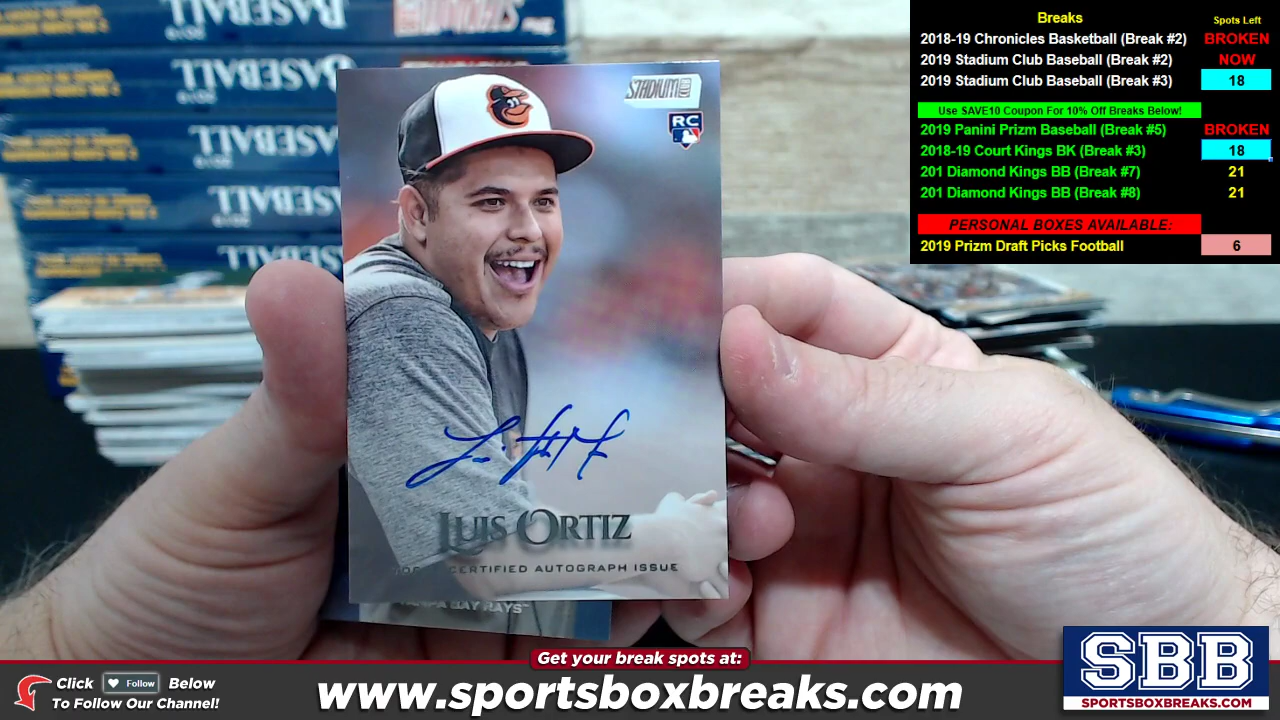 Breaks Spots Left
2018-19 Chronicles Basketball (Break #2) BROKEN
2019 Stadium Club Baseball (Break #2) NOW
2019 Stadium Club Baseball (Break #3) 18
Use SAVE10 Coupon For 10% Off Breaks Below!
2019 Panini Prizm Baseball (Break #5) BROKEN
2018-19 Court Kings BK (Break #3) 18
201 Diamond Kings BB (Break #7) 21
201 Diamond Kings BB (Break #8) 21
PERSONAL BOXES AVAILABLE:
2019 Prizm Draft Picks Football 6
BASEBALL
BASEBALL
BASEBALL
BASEBALL
BASEBALL
STADIUM
RC
LUIS ORTIZ
CERTIFIED AUTOGRAPH ISSUE
BAY RAYS
Get your break spots at:
Click Follow Below
To Follow Our Channel!
www.sportsboxbreaks.com
SBB
SPORTSBOXBREAKS.COM